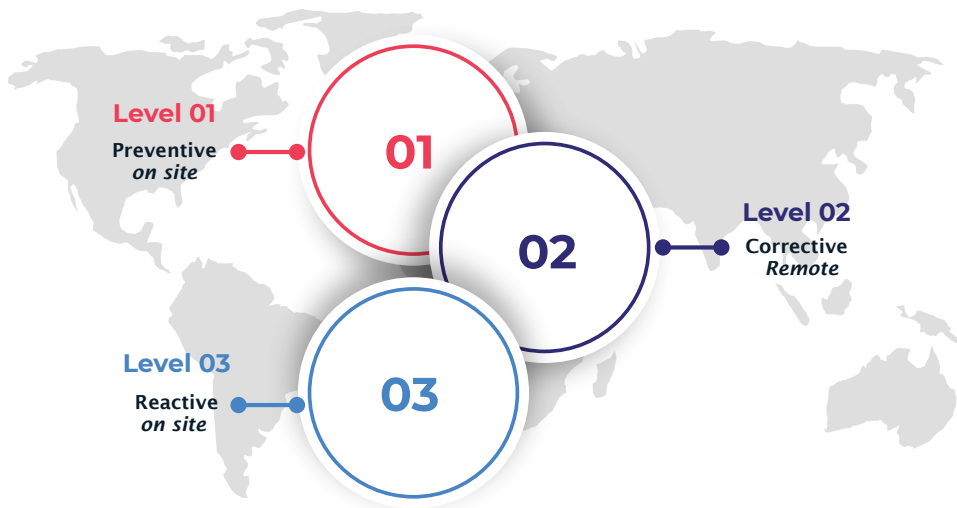 Level 01
Preventive
on site
01
02
Level 02
Corrective
Remote
Level 03
Reactive
on site
03